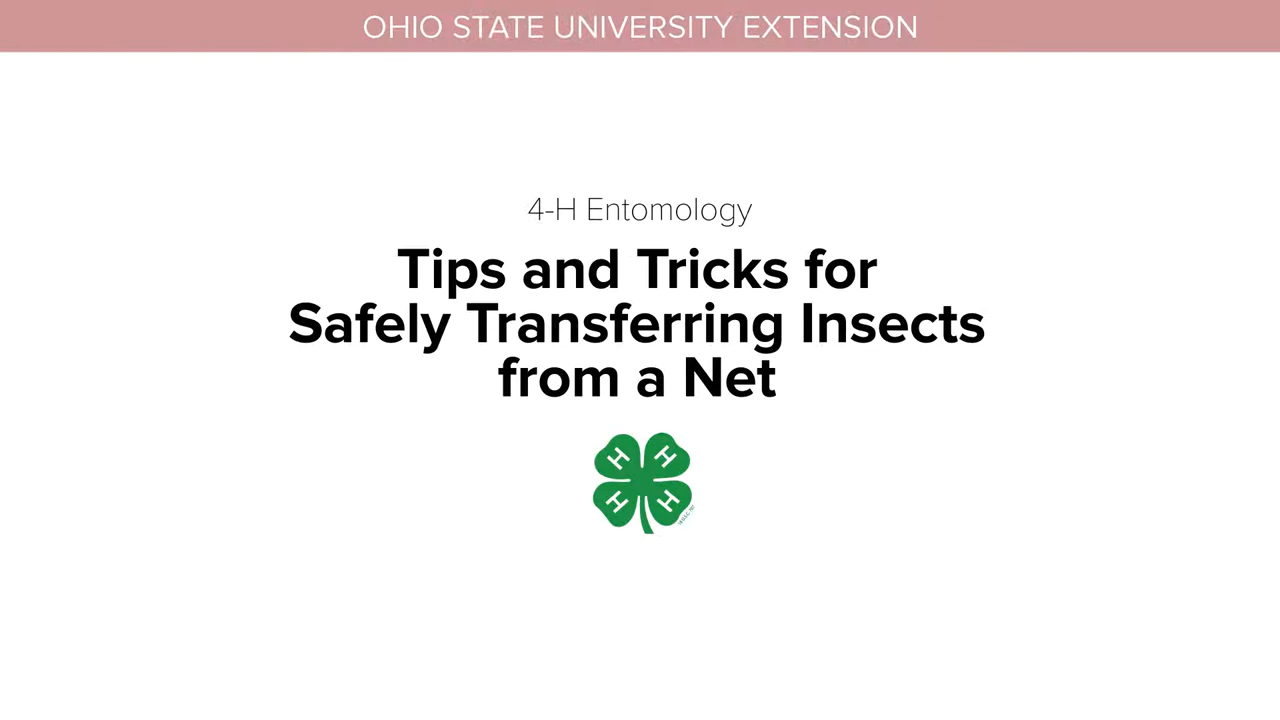 OHIO STATE UNIVERSITY EXTENSION
4-H Entomology
Tips and Tricks for
Safely Transferring Insects
from a Net
H H
H H